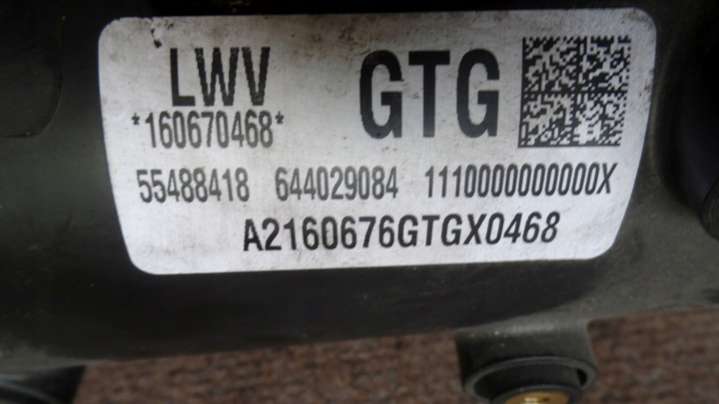 LWV GTG
*160670468*
55488418 644029084 1110000000000X
A2160676GTGX0468